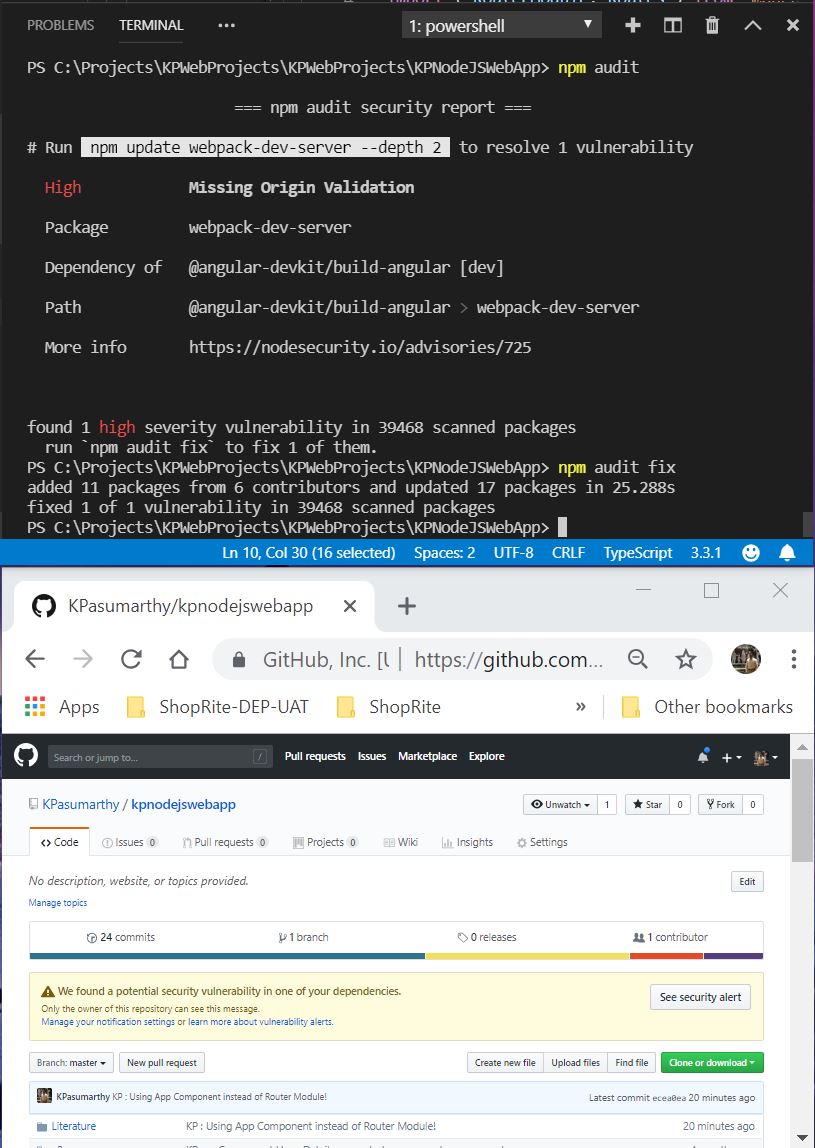 PROBLEMS TERMINAL ••• 1: powershell
PS C:\Projects\KPWebProjects\KPWebProjects\KPNodeJSWebApp> npm audit
=== npm audit security report ===
# Run npm update webpack-dev-server --depth 2 to resolve 1 vulnerability
High Missing Origin Validation
Package webpack-dev-server
Dependency of @angular-devkit/build-angular [dev]
Path @angular-devkit/build-angular > webpack-dev-server
More info https://nodesecurity.io/advisories/725
found 1 high severity vulnerability in 39468 scanned packages
run `npm audit fix` to fix 1 of them.
PS C:\Projects\KPWebProjects\KPWebProjects\KPNodeJSWebApp> npm audit fix
added 11 packages from 6 contributors and updated 17 packages in 25.288s
fixed 1 of 1 vulnerability in 39468 scanned packages
PS C:\Projects\KPWebProjects\KPWebProjects\KPNodeJSWebApp>
Ln 10, Col 30 (16 selected) Spaces: 2 UTF-8 CRLF TypeScript 3.3.1
KPasumarthy/kpnodejswebapp
GitHub, Inc. [U | https://github.com...
Apps ShopRite-DEP-UAT ShopRite » Other bookmarks
Search or jump to... / Pull requests Issues Marketplace Explore
KPasumarthy / kpnodejswebapp Unwatch 1 Star 0 Fork 0
<> Code Issues 0 Pull requests 0 Projects 0 Wiki Insights Settings
No description, website, or topics provided. Edit
Manage topics
24 commits 1 branch 0 releases 1 contributor
We found a potential security vulnerability in one of your dependencies.
Only the owner of this repository can see this message. See security alert
Manage your notification settings or learn more about vulnerability alerts.
Branch: master New pull request Create new file Upload files Find file Clone or download
KPasumarthy KP : Using App Component instead of Router Module! Latest commit ecea0ea 20 minutes ago
Literature KP : Using App Component instead of Router Module! 20 minutes ago